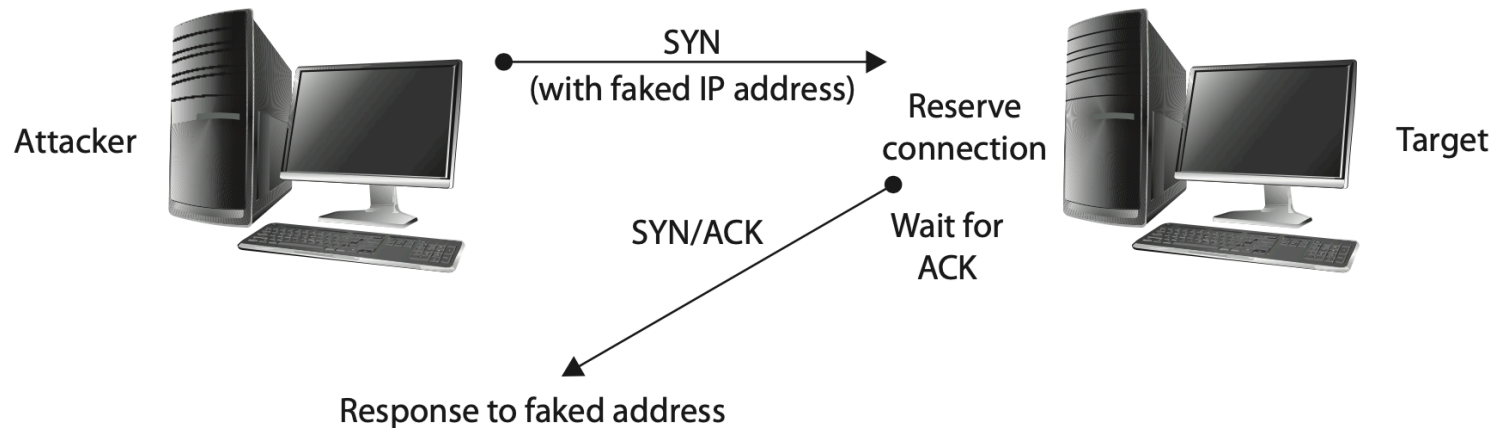 Attacker
SYN
(with faked IP address)
Reserve
connection
Target
SYN/ACK
Wait for
ACK
Response to faked address